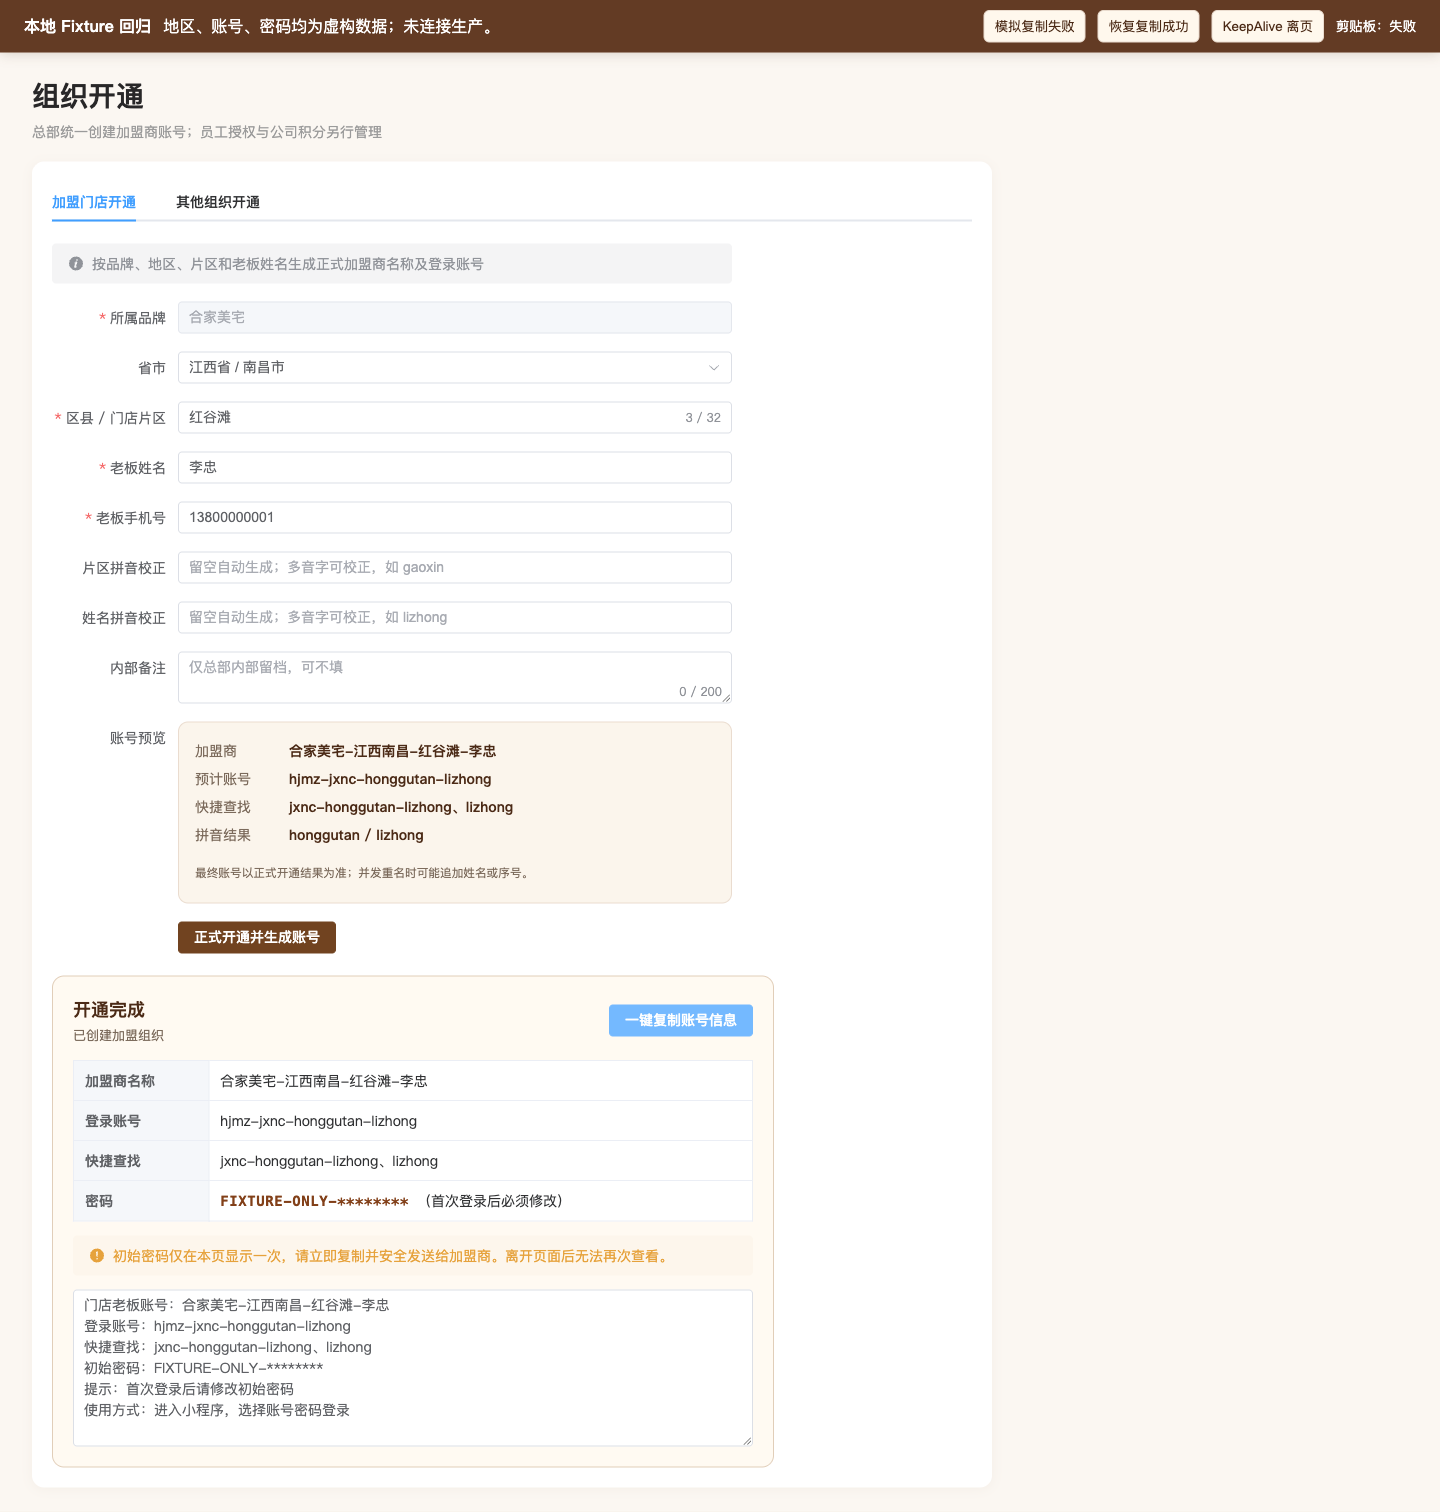 本地 Fixture 回归 地区、账号、密码均为虚构数据；未连接生产。 模拟复制失败 恢复复制成功 KeepAlive 离页 剪贴板：失败
组织开通
总部统一创建加盟商账号；员工授权与公司积分另行管理
加盟门店开通 其他组织开通
按品牌、地区、片区和老板姓名生成正式加盟商名称及登录账号
* 所属品牌 合家美宅
省市 江西省 / 南昌市
* 区县 / 门店片区 红谷滩 3 / 32
* 老板姓名 李忠
* 老板手机号 13800000001
片区拼音校正 留空自动生成；多音字可校正，如 gaoxin
姓名拼音校正 留空自动生成；多音字可校正，如 lizhong
内部备注 仅总部内部留档，可不填
0 / 200
账号预览
加盟商 合家美宅-江西南昌-红谷滩-李忠
预计账号 hjmz-jxnc-honggutan-lizhong
快捷查找 jxnc-honggutan-lizhong、lizhong
拼音结果 honggutan / lizhong
最终账号以正式开通结果为准；并发重名时可能追加姓名或序号。
正式开通并生成账号
开通完成
已创建加盟组织
一键复制账号信息
加盟商名称 合家美宅-江西南昌-红谷滩-李忠
登录账号 hjmz-jxnc-honggutan-lizhong
快捷查找 jxnc-honggutan-lizhong、lizhong
密码 FIXTURE-ONLY-******** （首次登录后必须修改）
初始密码仅在本页显示一次，请立即复制并安全发送给加盟商。离开页面后无法再次查看。
门店老板账号：合家美宅-江西南昌-红谷滩-李忠
登录账号：hjmz-jxnc-honggutan-lizhong
快捷查找：jxnc-honggutan-lizhong、lizhong
初始密码：FIXTURE-ONLY-********
提示：首次登录后请修改初始密码
使用方式：进入小程序，选择账号密码登录